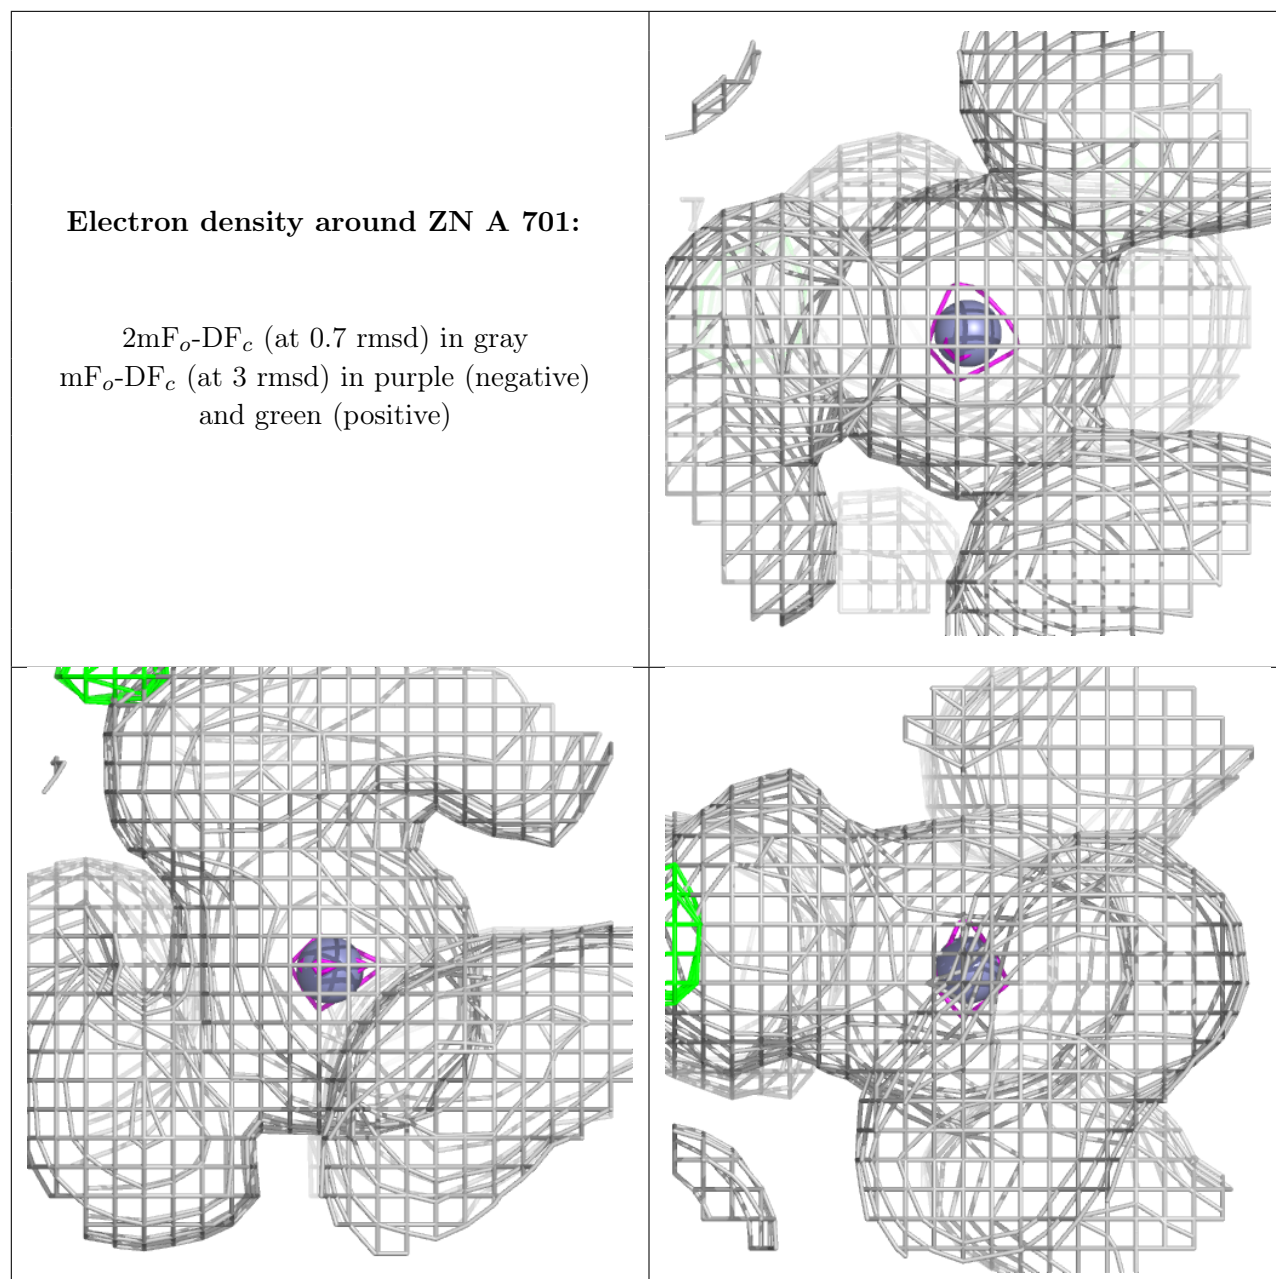 Electron density around ZN A 701:
2mFo-DFc (at 0.7 rmsd) in gray
mFo-DFc (at 3 rmsd) in purple (negative)
and green (positive)